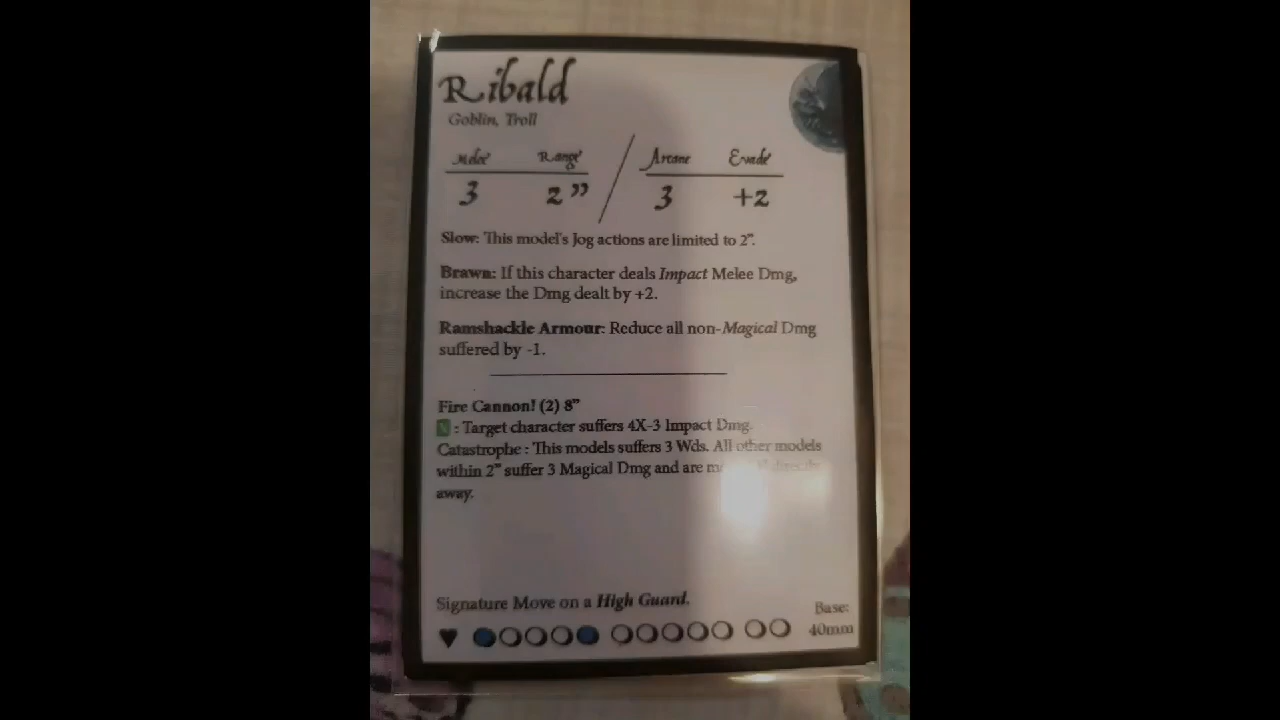 Ribald
Goblin, Troll
Melee Range / Arcane Evade
3 2” / 3 +2
Slow: This model's Jog actions are limited to 2".
Brawn: If this character deals Impact Melee Dmg,
increase the Dmg dealt by +2.
Ramshackle Armour: Reduce all non-Magical Dmg
suffered by -1.
Fire Cannon! (2) 8”
: Target character suffers 4X-3 Impact Dmg.
Catastrophe : This models suffers 3 Wds. All other models
within 2” suffer 3 Magical Dmg and are directly
away.
Signature Move on a High Guard.
Base:
40mm